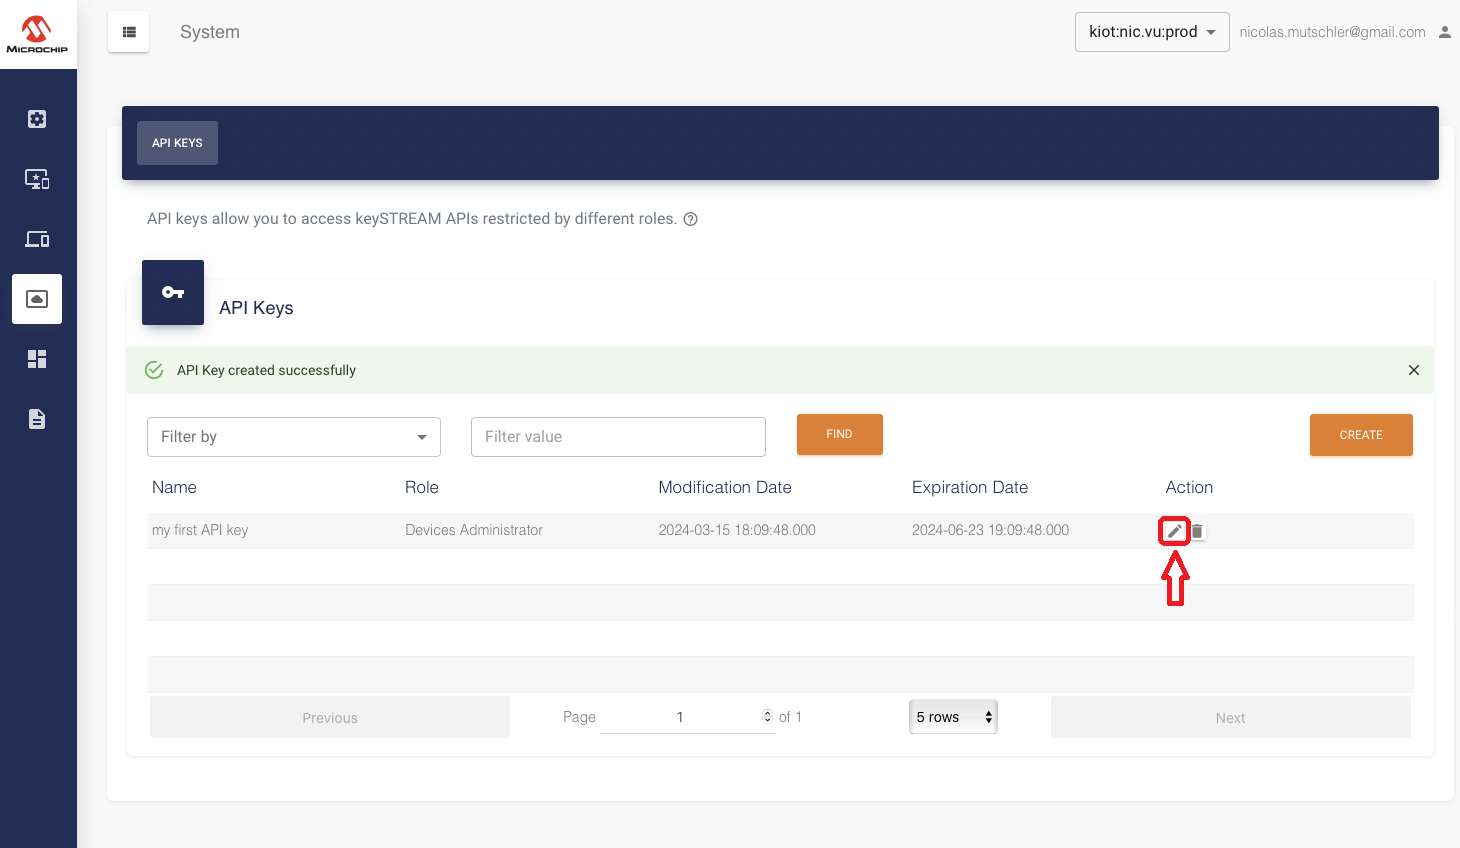 MICROCHIP
System
kiot:nic.vu:prod
nicolas.mutschler@gmail.com
API KEYS
API keys allow you to access keySTREAM APIs restricted by different roles.
API Keys
API Key created successfully
Filter by
Filter value
FIND
CREATE
Name Role Modification Date Expiration Date Action
my first API key Devices Administrator 2024-03-15 18:09:48.000 2024-06-23 19:09:48.000
Previous Page 1 of 1 5 rows Next